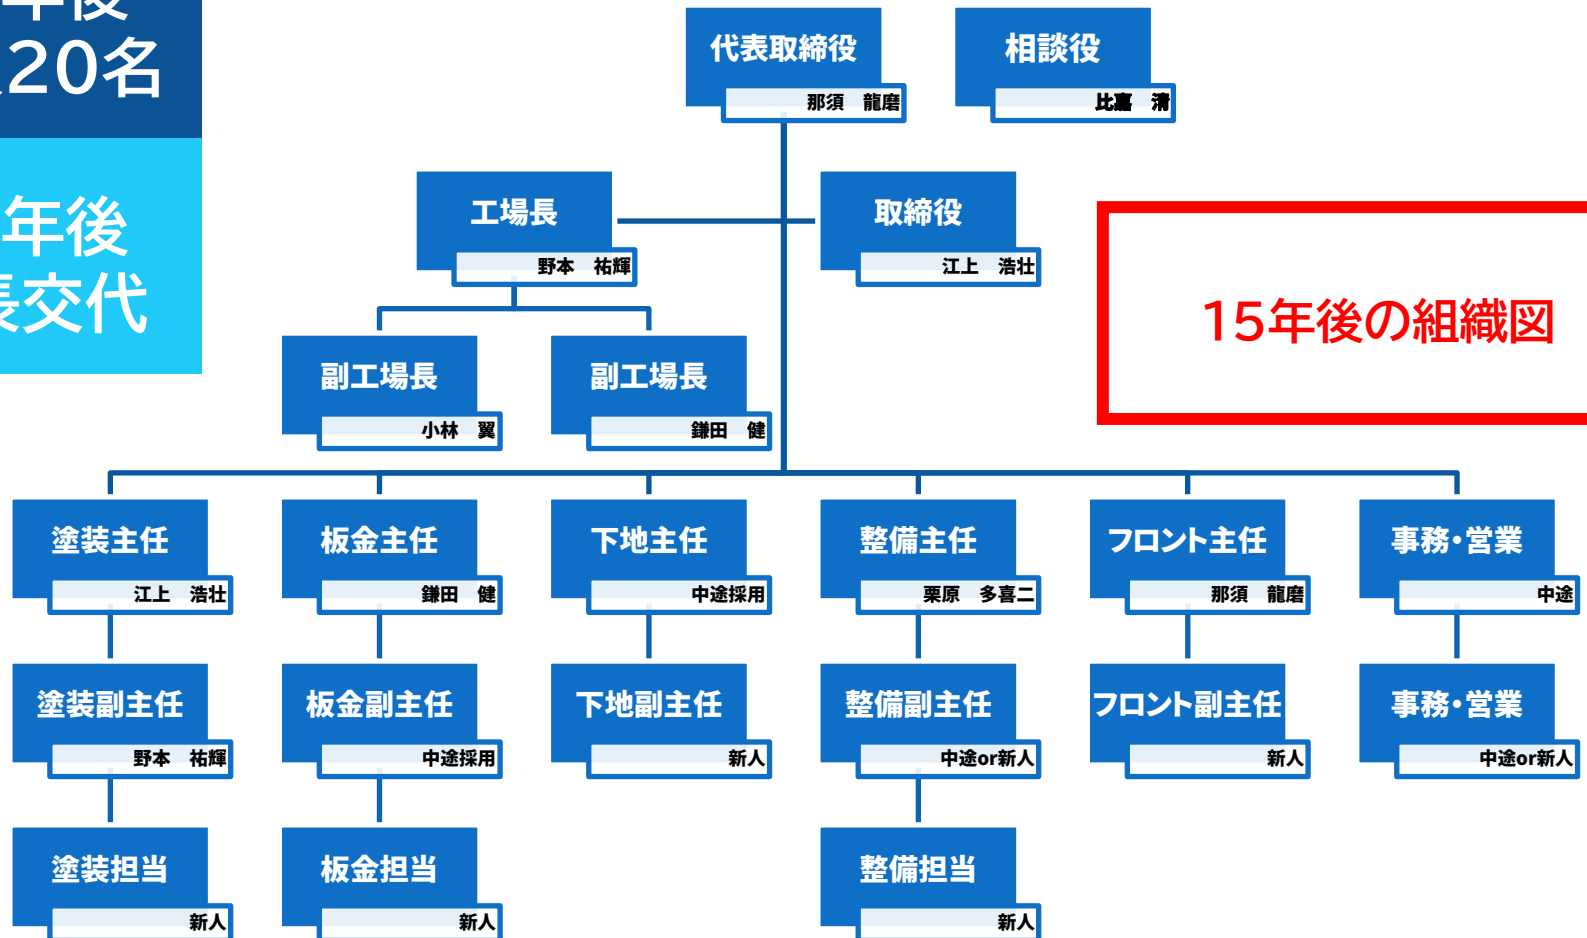 年後
20名
年後
長交代
代表取締役
那須　龍磨
相談役
比嘉　清
工場長
野本　祐輝
取締役
江上　浩壮
15年後の組織図
副工場長
小林　翼
副工場長
鎌田　健
塗装主任
江上　浩壮
板金主任
鎌田　健
下地主任
中途採用
整備主任
栗原　多喜二
フロント主任
那須　龍磨
事務・営業
中途
塗装副主任
野本　祐輝
板金副主任
中途採用
下地副主任
新人
整備副主任
中途or新人
フロント副主任
新人
事務・営業
中途or新人
塗装担当
新人
板金担当
新人
整備担当
新人